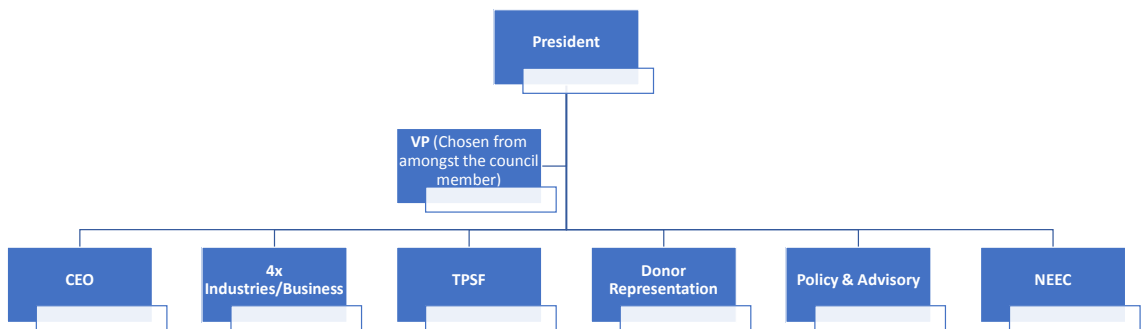 President
VP (Chosen from
amongst the council
member)
CEO
4x
Industries/Business
TPSF
Donor
Representation
Policy & Advisory
NEEC